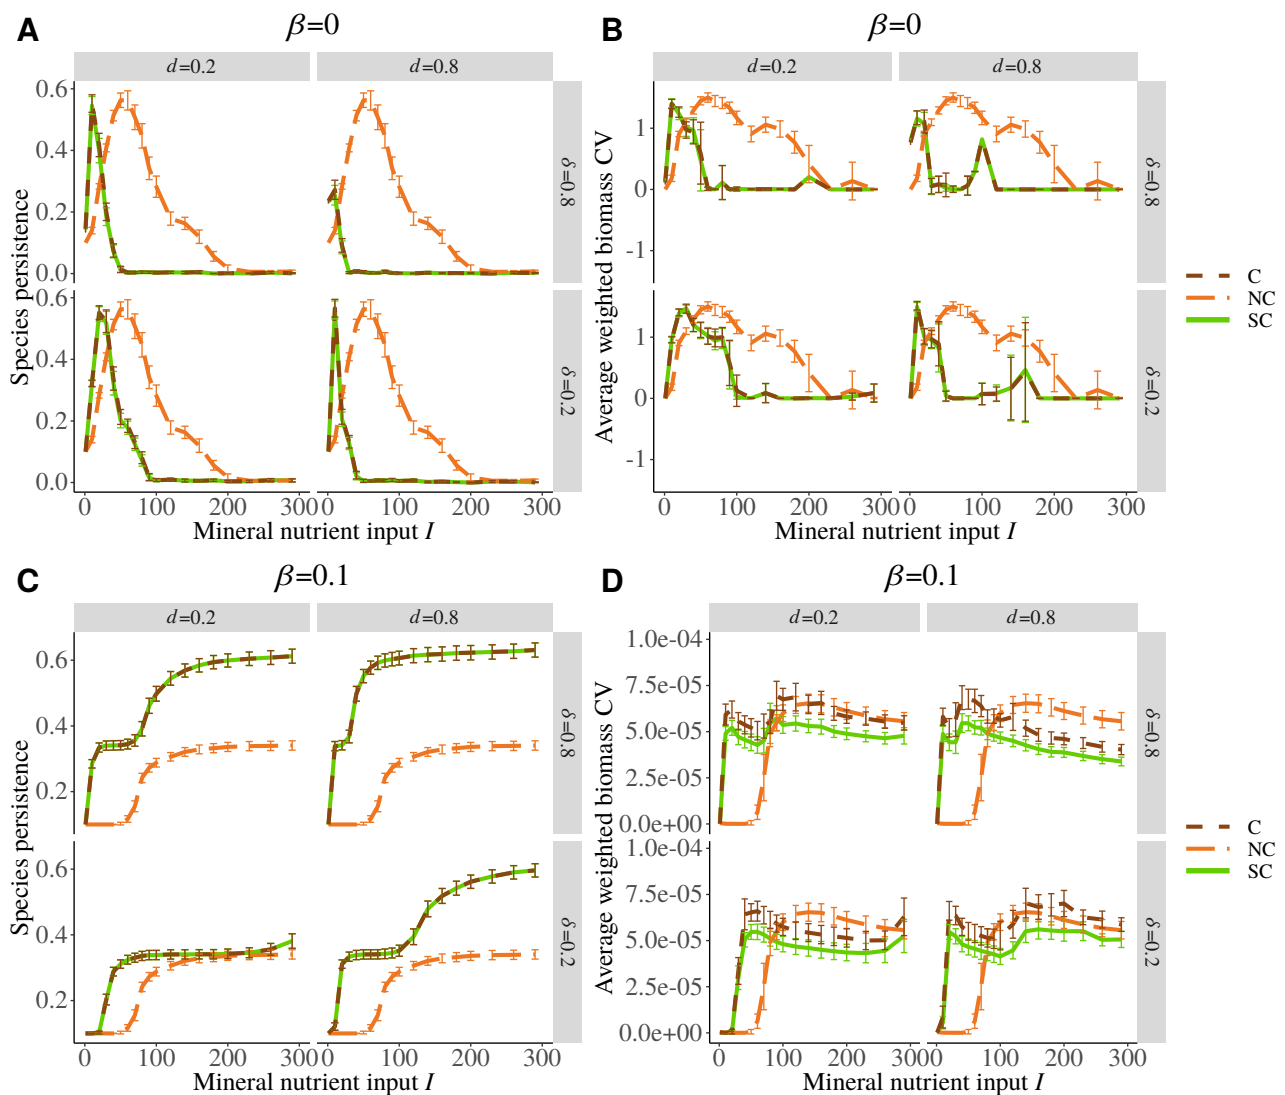 A
β=0
d=0.2
d=0.8
Species persistence
0.6
0.4
0.2
0.0
δ=0.8
Species persistence
0.6
0.4
0.2
0.0
δ=0.2
0
100
200
300
0
100
200
300
Mineral nutrient input I
B
β=0
d=0.2
d=0.8
Average weighted biomass CV
1
0
-1
δ=0.8
1
0
-1
δ=0.2
0
100
200
300
0
100
200
300
Mineral nutrient input I
C
NC
SC
C
β=0.1
d=0.2
d=0.8
Species persistence
0.6
0.4
0.2
δ=0.8
Species persistence
0.6
0.4
0.2
δ=0.2
0
100
200
300
0
100
200
300
Mineral nutrient input I
D
β=0.1
d=0.2
d=0.8
Average weighted biomass CV
1.0e-04
7.5e-05
5.0e-05
2.5e-05
0.0e+00
δ=0.8
1.0e-04
7.5e-05
5.0e-05
2.5e-05
0.0e+00
δ=0.2
0
100
200
300
0
100
200
300
Mineral nutrient input I
C
NC
SC